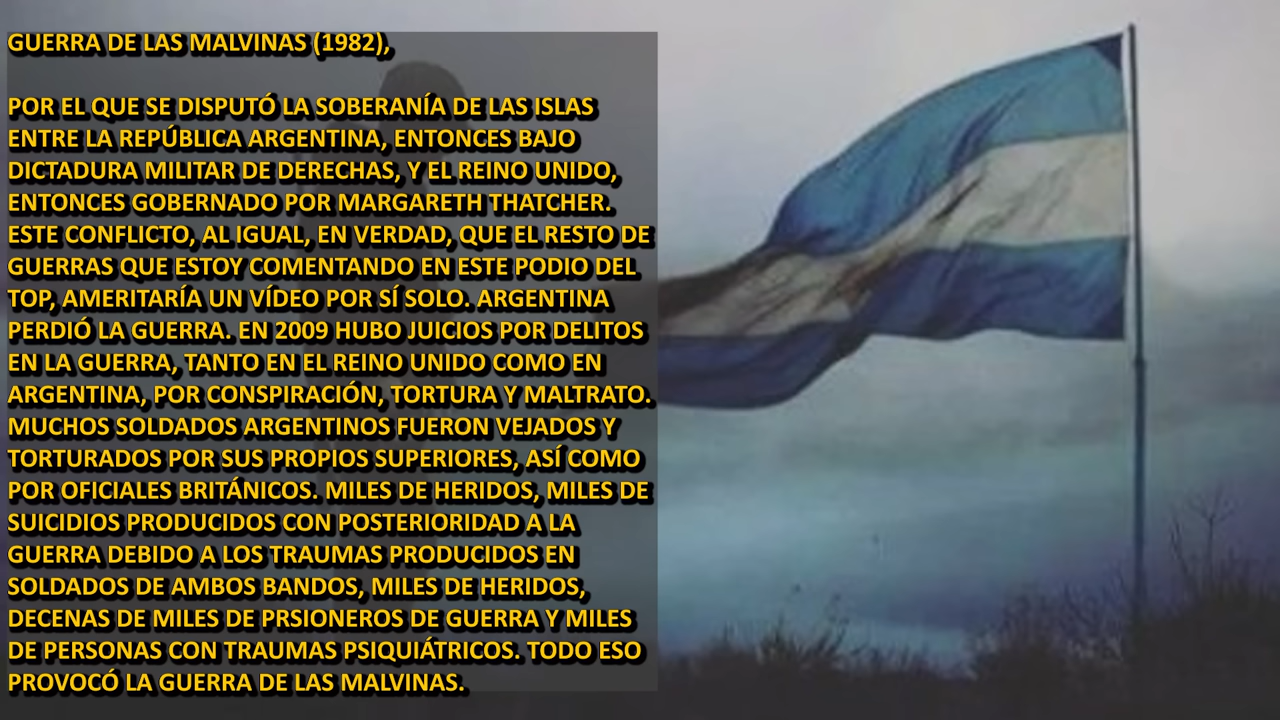 GUERRA DE LAS MALVINAS (1982),
POR EL QUE SE DISPUTÓ LA SOBERANÍA DE LAS ISLAS
ENTRE LA REPÚBLICA ARGENTINA, ENTONCES BAJO
DICTADURA MILITAR DE DERECHAS, Y EL REINO UNIDO,
ENTONCES GOBERNADO POR MARGARETH THATCHER.
ESTE CONFLICTO, AL IGUAL, EN VERDAD, QUE EL RESTO DE
GUERRAS QUE ESTOY COMENTANDO EN ESTE PODIO DEL
TOP, AMERITARÍA UN VÍDEO POR SÍ SOLO. ARGENTINA
PERDIÓ LA GUERRA. EN 2009 HUBO JUICIOS POR DELITOS
EN LA GUERRA, TANTO EN EL REINO UNIDO COMO EN
ARGENTINA, POR CONSPIRACIÓN, TORTURA Y MALTRATO.
MUCHOS SOLDADOS ARGENTINOS FUERON VEJADOS Y
TORTURADOS POR SUS PROPIOS SUPERIORES, ASÍ COMO
POR OFICIALES BRITÁNICOS. MILES DE HERIDOS, MILES DE
SUICIDIOS PRODUCIDOS CON POSTERIORIDAD A LA
GUERRA DEBIDO A LOS TRAUMAS PRODUCIDOS EN
SOLDADOS DE AMBOS BANDOS, MILES DE HERIDOS,
DECENAS DE MILES DE PRSIONEROS DE GUERRA Y MILES
DE PERSONAS CON TRAUMAS PSIQUIÁTRICOS. TODO ESO
PROVOCÓ LA GUERRA DE LAS MALVINAS.